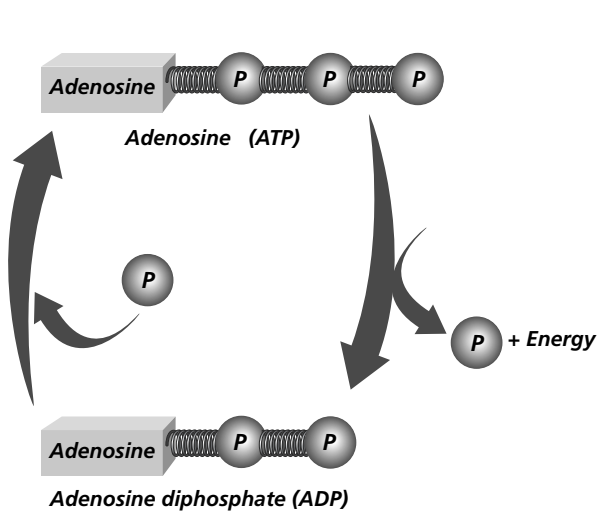 Adenosine P P P
Adenosine (ATP)
P
P + Energy
Adenosine P P
Adenosine diphosphate (ADP)